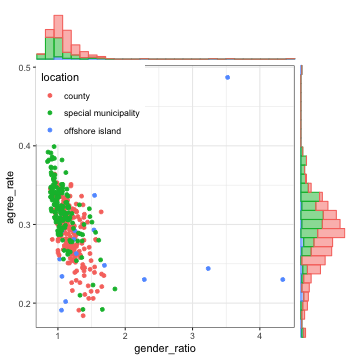 location
county
special municipality
offshore island
0.5
0.4
0.3
0.2
agree_rate
1
2
3
4
gender_ratio